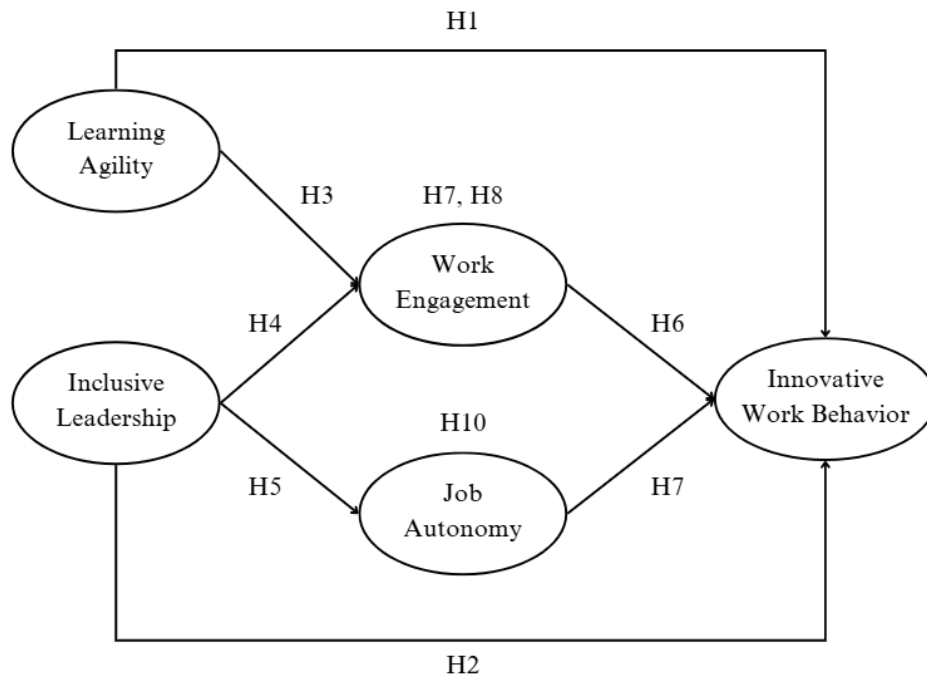 H1
Learning
Agility
H3
H7, H8
Work
Engagement
H4
H6
Inclusive
Leadership
Innovative
Work Behavior
H10
H5
Job
Autonomy
H7
H2